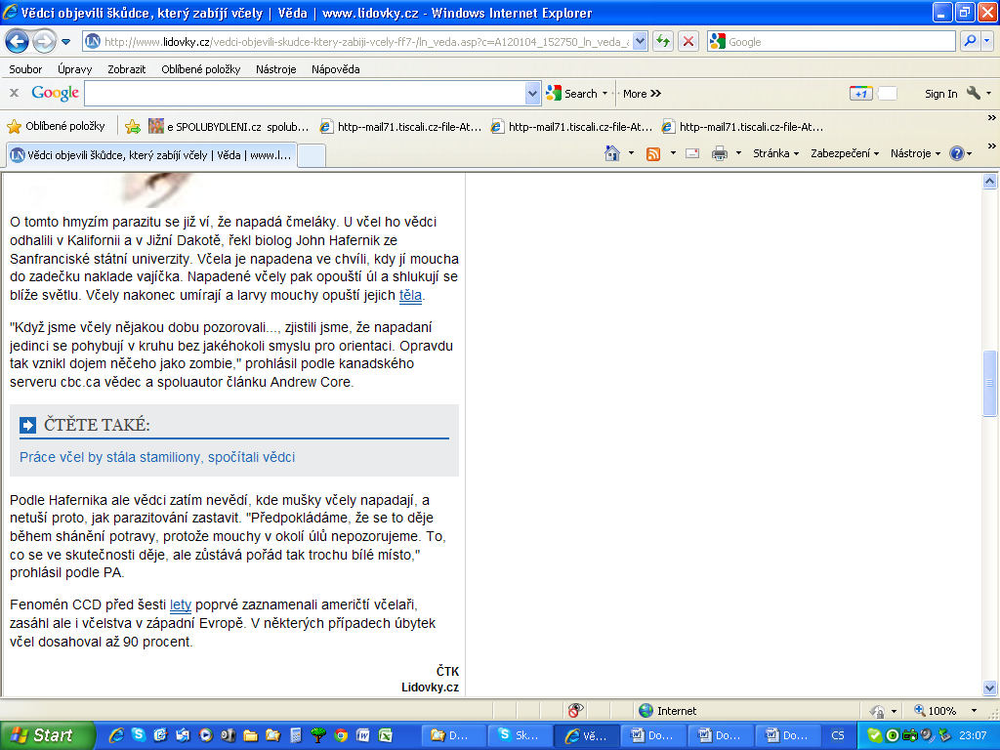 Vědci objevili škůdce, který zabíjí včely | Věda | www.lidovky.cz - Windows Internet Explorer
http://www.lidovky.cz/vedci-objevili-skudce-ktery-zabiji-vcely-ff7-/ln_veda.asp?c=A120104_152750_ln_veda_
Google
Soubor Úpravy Zobrazit Oblíbené položky Nástroje Nápověda
x Google Search More >> +1 Sign In
Oblíbené položky e SPOLUBYDLENI.cz spolub... http--mail71.tiscali.cz-file-At... http--mail71.tiscali.cz-file-At... http--mail71.tiscali.cz-file-At...
LN Vědci objevili škůdce, který zabíjí včely | Věda | www.l... Stránka Zabezpečení Nástroje
O tomto hmyzím parazitu se již ví, že napadá čmeláky. U včel ho vědci
odhalili v Kalifornii a v Jižní Dakotě, řekl biolog John Hafernik ze
Sanfranciské státní univerzity. Včela je napadena ve chvíli, kdy jí moucha
do zadečku naklade vajíčka. Napadené včely pak opouští úl a shlukují se
blíže světlu. Včely nakonec umírají a larvy mouchy opuští jejich těla.
"Když jsme včely nějakou dobu pozorovali..., zjistili jsme, že napadaní
jedinci se pohybují v kruhu bez jakéhokoli smyslu pro orientaci. Opravdu
tak vznikl dojem něčeho jako zombie," prohlásil podle kanadského
serveru cbc.ca vědec a spoluautor článku Andrew Core.
ČTĚTE TAKÉ:
Práce včel by stála stamiliony, spočítali vědci
Podle Hafernika ale vědci zatím nevědí, kde mušky včely napadají, a
netuší proto, jak parazitování zastavit. "Předpokládáme, že se to děje
během shánění potravy, protože mouchy v okolí úlů nepozorujeme. To,
co se ve skutečnosti děje, ale zůstává pořád tak trochu bílé místo,"
prohlásil podle PA.
Fenomén CCD před šesti lety poprvé zaznamenali američtí včelaři,
zasáhl ale i včelstva v západní Evropě. V některých případech úbytek
včel dosahoval až 90 procent.
ČTK
Lidovky.cz
Internet 100%
Start D... Sk... Vě... Do... Do... Do... CS 23:07